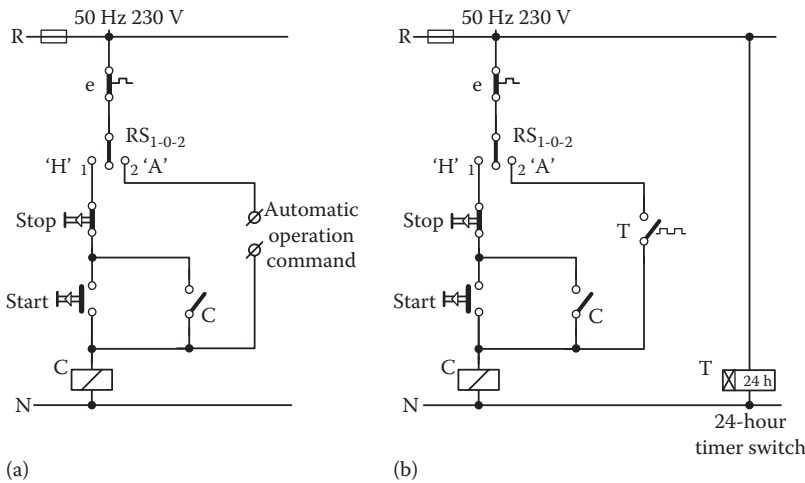 50 Hz 230 V
R
e
RS1-0-2
'H' 1 2 'A'
Stop
Automatic
operation
command
Start
C
C
N
(a)
50 Hz 230 V
R
e
RS1-0-2
'H' 1 2 'A'
Stop
T
Start
C
C
T
24 h
N
24-hour
timer switch
(b)